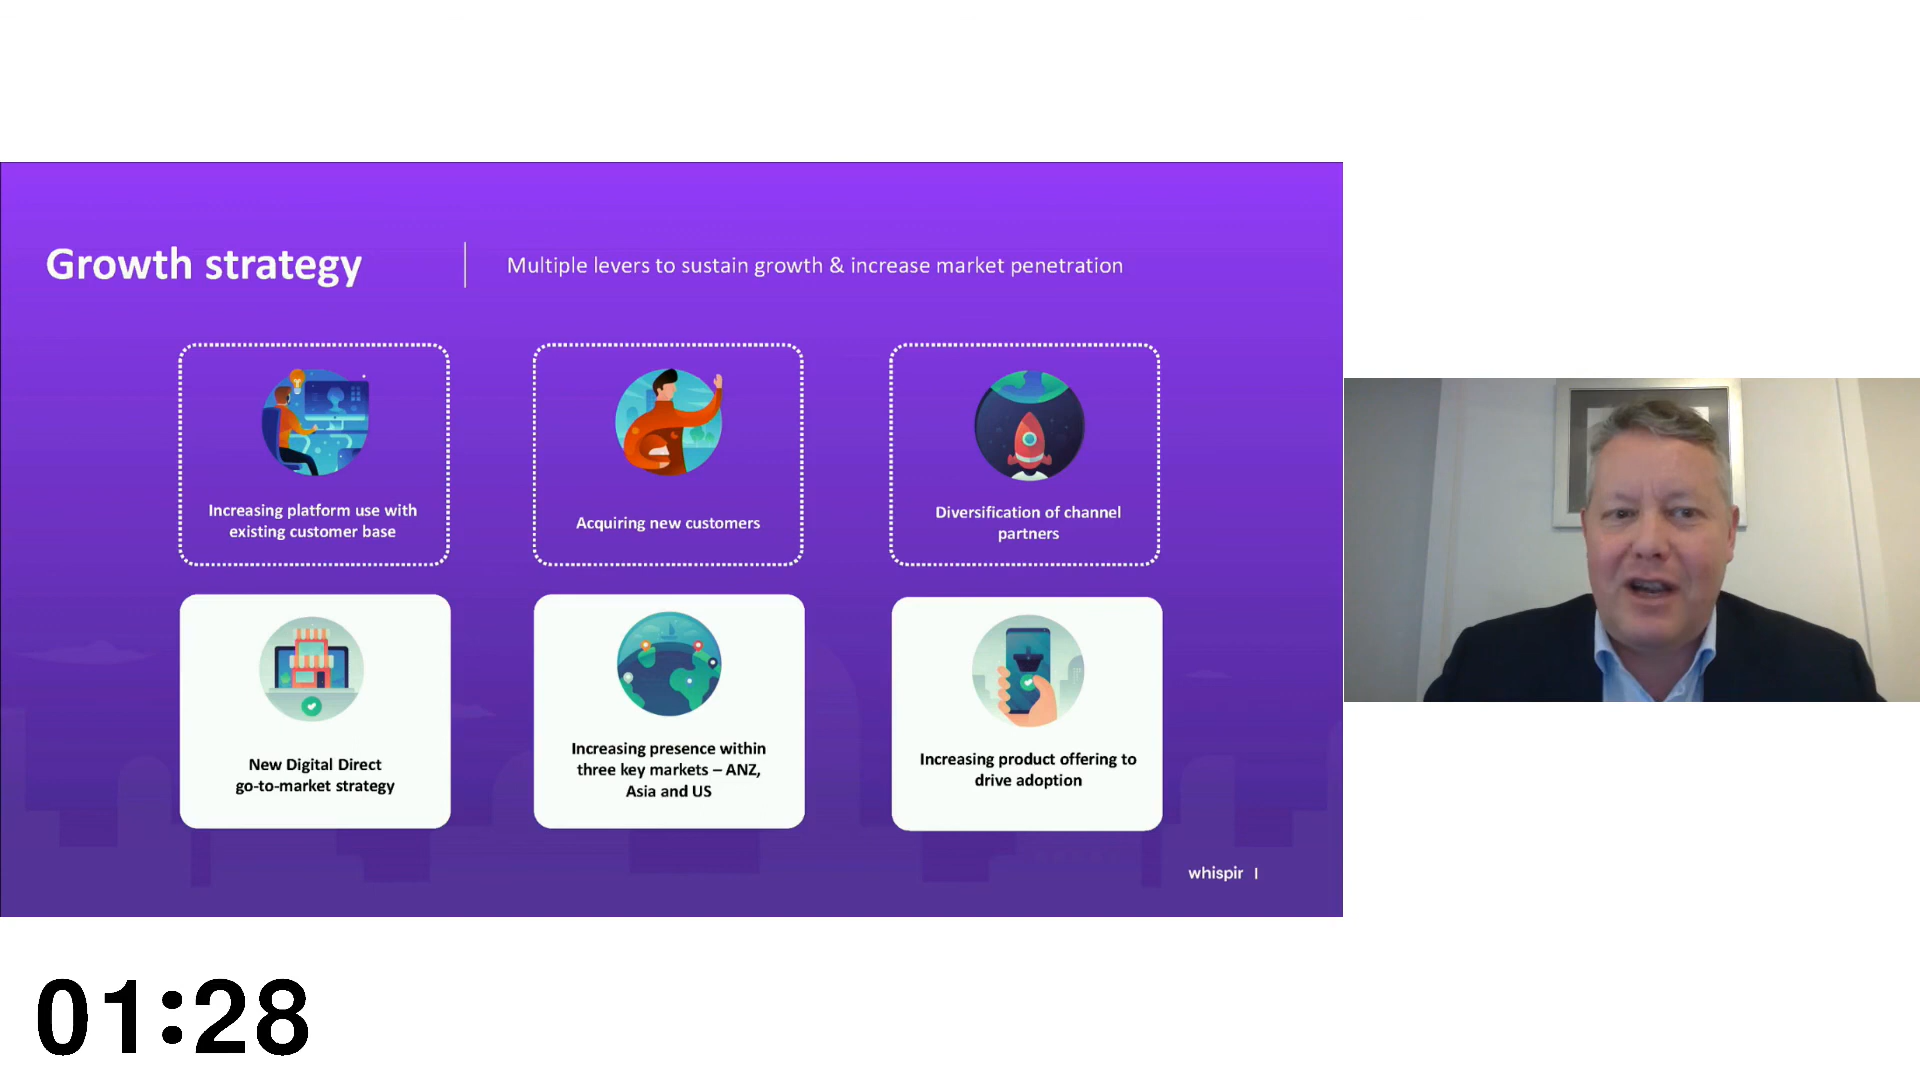 Growth strategy
Multiple levers to sustain growth & increase market penetration
Increasing platform use with
existing customer base
Acquiring new customers
Diversification of channel
partners
New Digital Direct
go-to-market strategy
Increasing presence within
three key markets – ANZ,
Asia and US
Increasing product offering to
drive adoption
whispir |
01:28